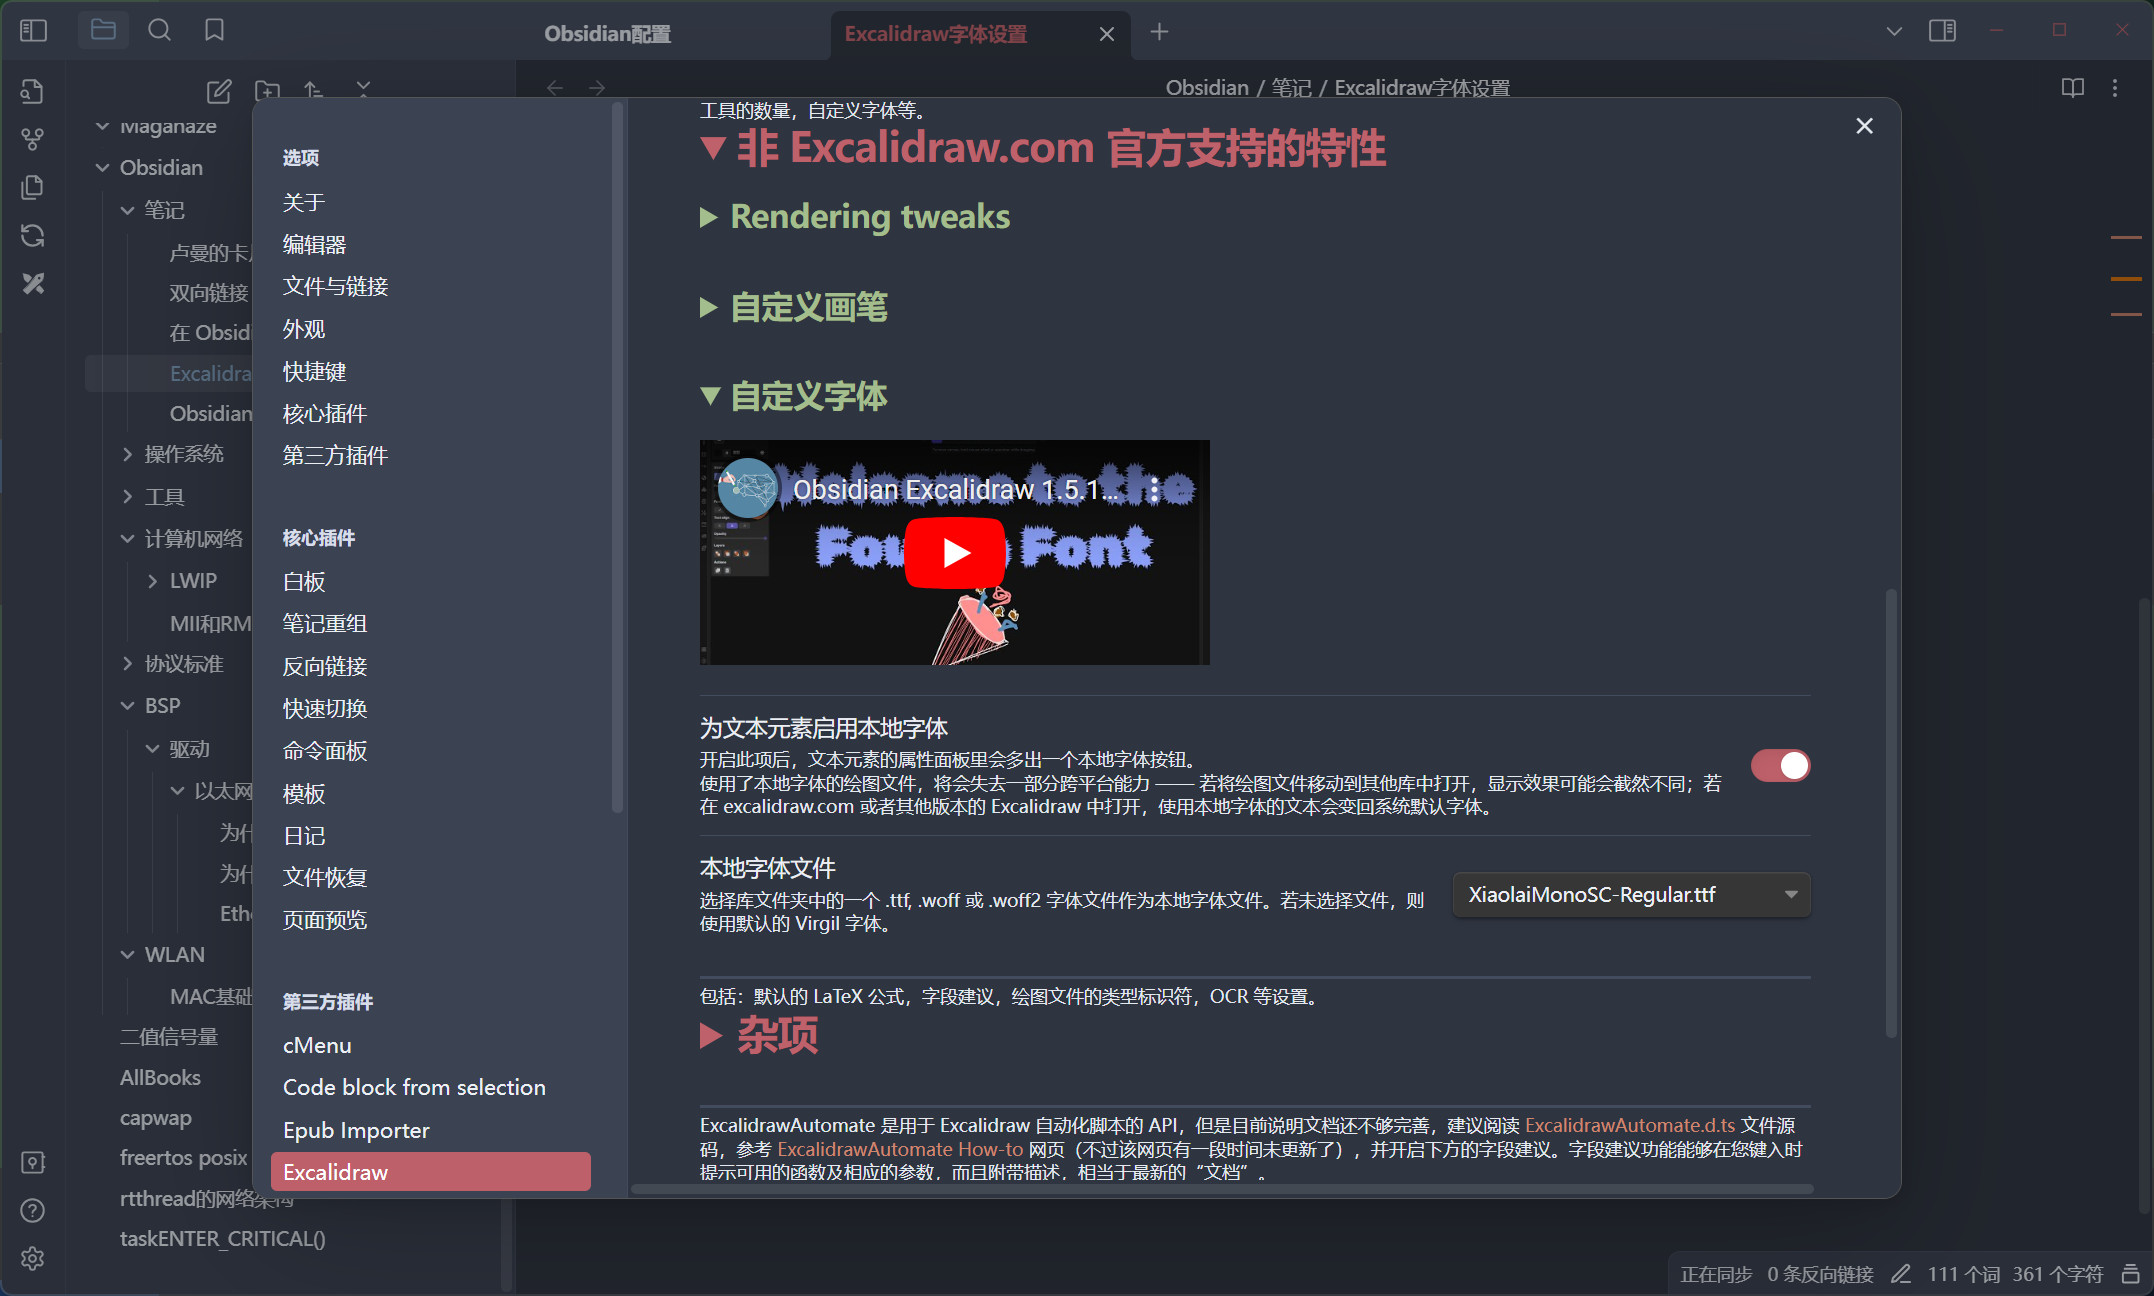 Obsidian配置
Excalidraw字体设置
Obsidian / 笔记 / Excalidraw字体设置
Maganaze
Obsidian
笔记
卢曼的卡
双向链接
在 Obsid
Excalidra
Obsidian
操作系统
工具
计算机网络
LWIP
MII和RM
协议标准
BSP
驱动
以太网
为什
为什
Eth
WLAN
MAC基础
二值信号量
AllBooks
capwap
freertos posix
rtthread的网络架构
taskENTER_CRITICAL()
选项
关于
编辑器
文件与链接
外观
快捷键
核心插件
第三方插件
核心插件
白板
笔记重组
反向链接
快速切换
命令面板
模板
日记
文件恢复
页面预览
第三方插件
cMenu
Code block from selection
Epub Importer
Excalidraw
工具的数量，自定义字体等。
非 Excalidraw.com 官方支持的特性
Rendering tweaks
自定义画笔
自定义字体
Obsidian Excalidraw 1.5.1...
Welcome to the
Fou Font
为文本元素启用本地字体
开启此项后，文本元素的属性面板里会多出一个本地字体按钮。
使用了本地字体的绘图文件，将会失去一部分跨平台能力 —— 若将绘图文件移动到其他库中打开，显示效果可能会截然不同；若
在 excalidraw.com 或者其他版本的 Excalidraw 中打开，使用本地字体的文本会变回系统默认字体。
本地字体文件
选择库文件夹中的一个 .ttf, .woff 或 .woff2 字体文件作为本地字体文件。若未选择文件，则
使用默认的 Virgil 字体。
XiaolaiMonoSC-Regular.ttf
包括：默认的 LaTeX 公式，字段建议，绘图文件的类型标识符，OCR 等设置。
杂项
ExcalidrawAutomate 是用于 Excalidraw 自动化脚本的 API，但是目前说明文档还不够完善，建议阅读 ExcalidrawAutomate.d.ts 文件源
码，参考 ExcalidrawAutomate How-to 网页（不过该网页有一段时间未更新了），并开启下方的字段建议。字段建议功能能够在您键入时
提示可用的函数及相应的参数，而且附带描述，相当于最新的“文档”。
正在同步 0 条反向链接 111 个词 361 个字符